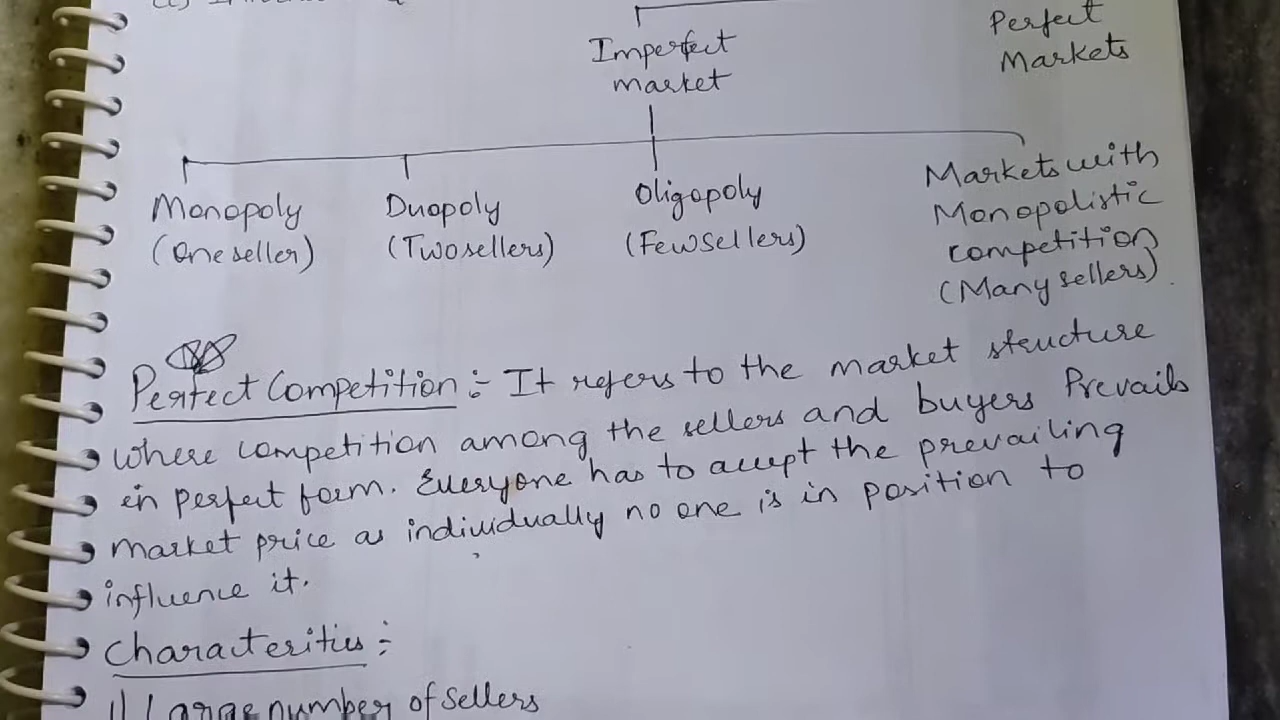 Imperfect
market
Perfect
Markets
Monopoly
(One seller)
Duopoly
(Two sellers)
Oligopoly
(Few Sellers)
Markets with
Monopolistic
competition
(Many sellers).
Perfect Competition :- It refers to the market structure
where competition among the sellers and buyers Prevails
in perfect form. Everyone has to accept the prevailing
market price as individually no one is in position to
influence it.
Characteritics :-
1) Large number of Sellers